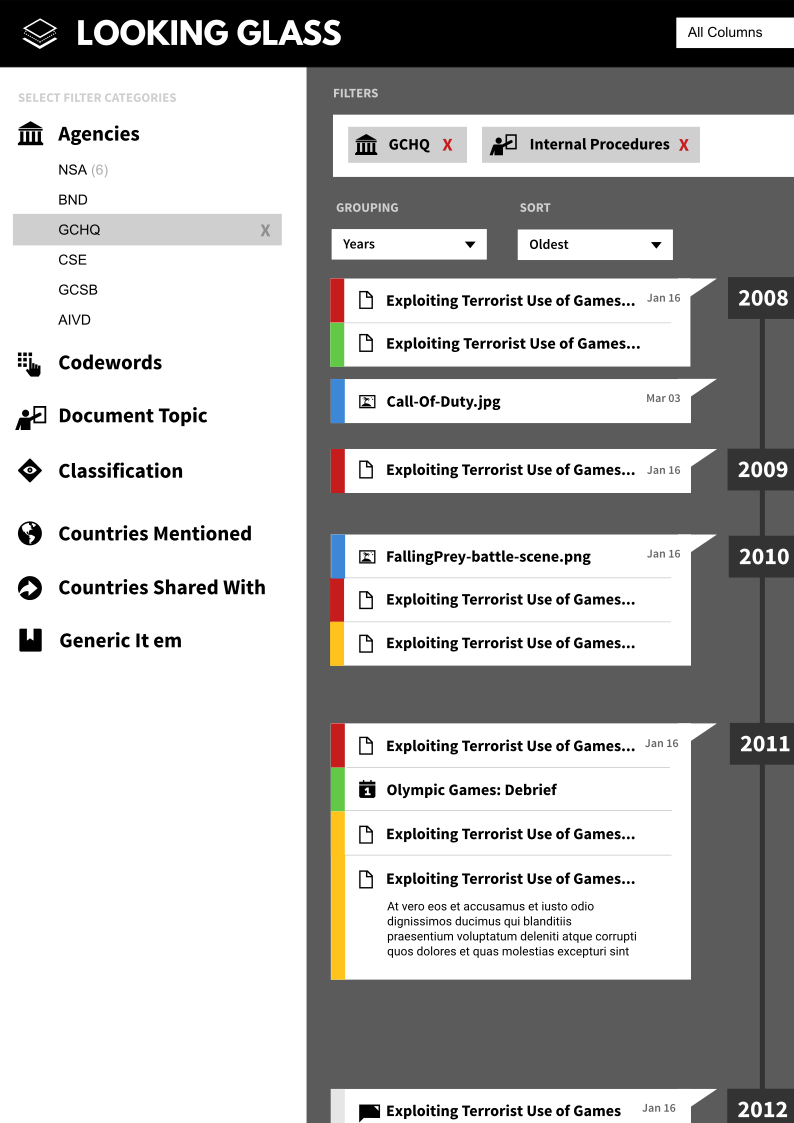 LOOKING GLASS
All Columns
SELECT FILTER CATEGORIES
Agencies
NSA (6)
BND
GCHQ X
CSE
GCSB
AIVD
Codewords
Document Topic
Classification
Countries Mentioned
Countries Shared With
Generic It em
FILTERS
GCHQ X Internal Procedures X
GROUPING SORT
Years Oldest
Exploiting Terrorist Use of Games... Jan 16 2008
Exploiting Terrorist Use of Games...
Call-Of-Duty.jpg Mar 03
Exploiting Terrorist Use of Games... Jan 16 2009
FallingPrey-battle-scene.png Jan 16 2010
Exploiting Terrorist Use of Games...
Exploiting Terrorist Use of Games...
Exploiting Terrorist Use of Games... Jan 16 2011
1 Olympic Games: Debrief
Exploiting Terrorist Use of Games...
Exploiting Terrorist Use of Games...
At vero eos et accusamus et iusto odio
dignissimos ducimus qui blanditiis
praesentium voluptatum deleniti atque corrupti
quos dolores et quas molestias excepturi sint
Exploiting Terrorist Use of Games Jan 16 2012